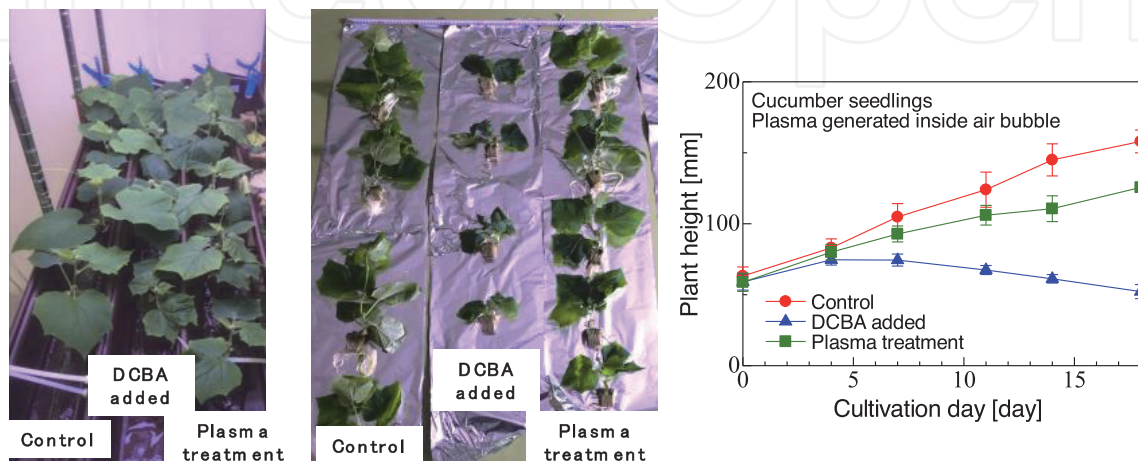 DCBA
added
Control
Plasma
treatment
DCBA
added
Control
Plasma
treatment
200
Cucumber seedlings
Plasma generated inside air bubble
Plant height [mm]
100
Control
DCBA added
Plasma treatment
0
0
5
10
15
Cultivation day [day]